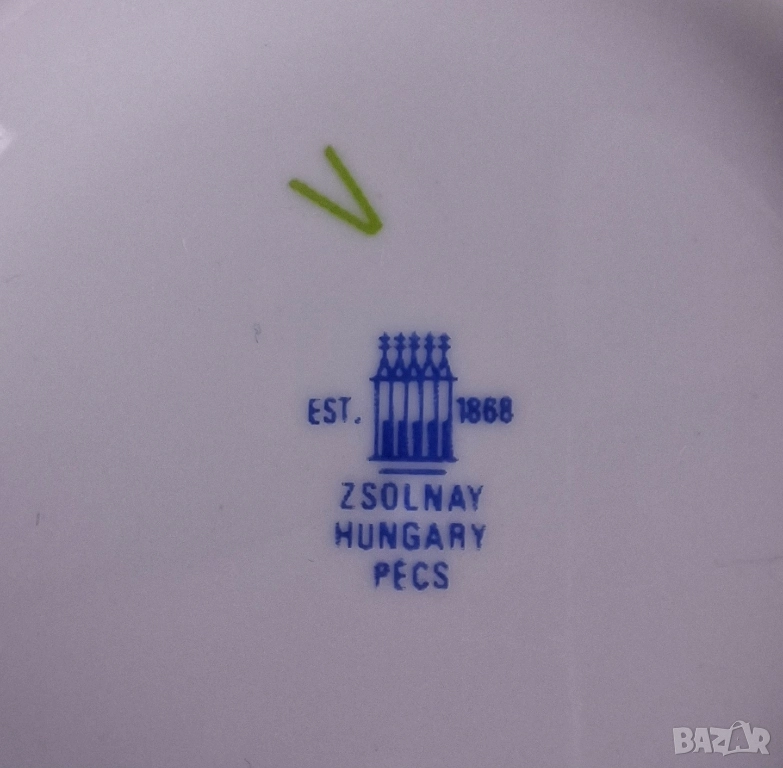 V
EST. 1868
ZSOLNAY
HUNGARY
PÉCS
BAZAR